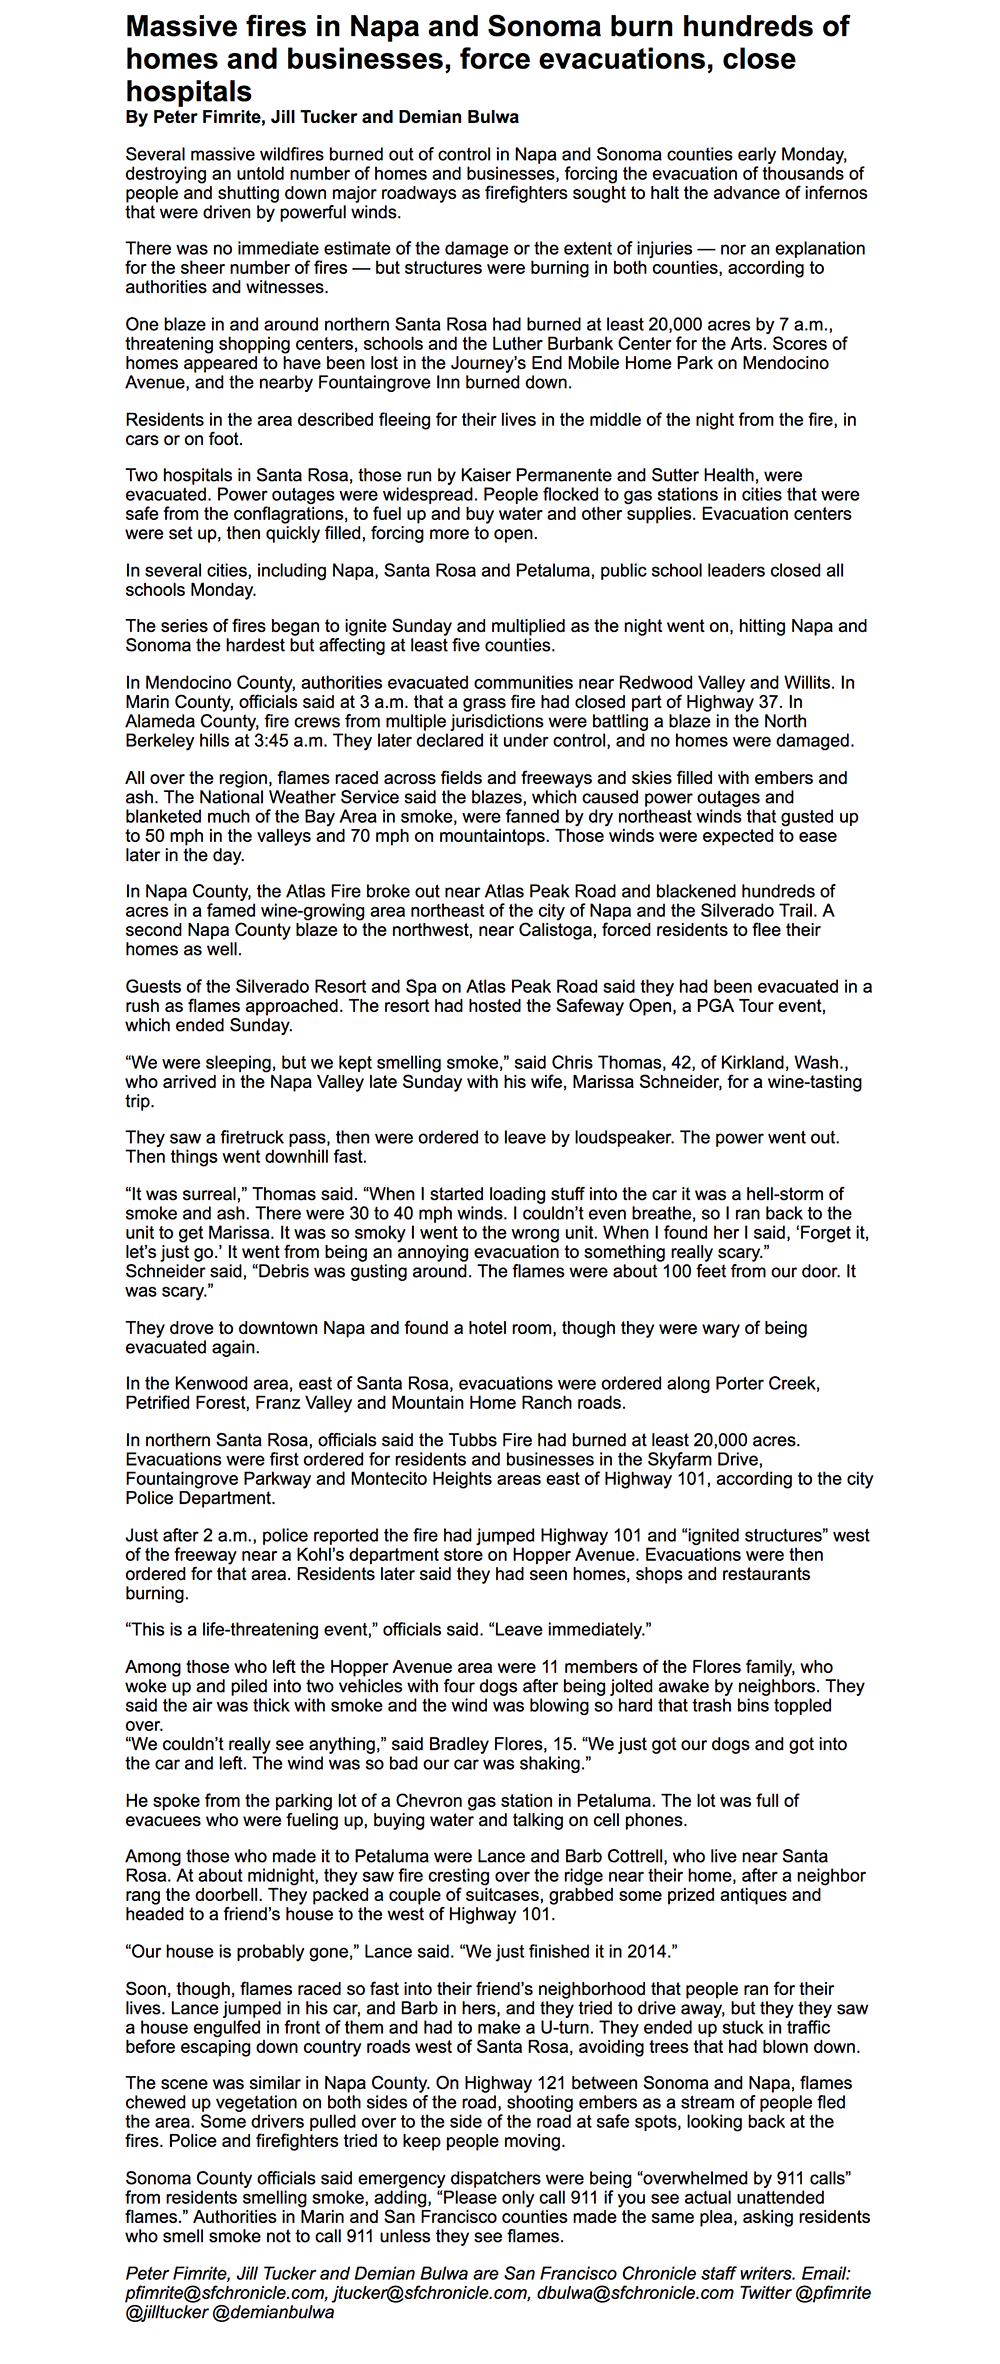 Massive fires in Napa and Sonoma burn hundreds of
homes and businesses, force evacuations, close
hospitals
By Peter Fimrite, Jill Tucker and Demian Bulwa
Several massive wildfires burned out of control in Napa and Sonoma counties early Monday,
destroying an untold number of homes and businesses, forcing the evacuation of thousands of
people and shutting down major roadways as firefighters sought to halt the advance of infernos
that were driven by powerful winds.
There was no immediate estimate of the damage or the extent of injuries — nor an explanation
for the sheer number of fires — but structures were burning in both counties, according to
authorities and witnesses.
One blaze in and around northern Santa Rosa had burned at least 20,000 acres by 7 a.m.,
threatening shopping centers, schools and the Luther Burbank Center for the Arts. Scores of
homes appeared to have been lost in the Journey’s End Mobile Home Park on Mendocino
Avenue, and the nearby Fountaingrove Inn burned down.
Residents in the area described fleeing for their lives in the middle of the night from the fire, in
cars or on foot.
Two hospitals in Santa Rosa, those run by Kaiser Permanente and Sutter Health, were
evacuated. Power outages were widespread. People flocked to gas stations in cities that were
safe from the conflagrations, to fuel up and buy water and other supplies. Evacuation centers
were set up, then quickly filled, forcing more to open.
In several cities, including Napa, Santa Rosa and Petaluma, public school leaders closed all
schools Monday.
The series of fires began to ignite Sunday and multiplied as the night went on, hitting Napa and
Sonoma the hardest but affecting at least five counties.
In Mendocino County, authorities evacuated communities near Redwood Valley and Willits. In
Marin County, officials said at 3 a.m. that a grass fire had closed part of Highway 37. In
Alameda County, fire crews from multiple jurisdictions were battling a blaze in the North
Berkeley hills at 3:45 a.m. They later declared it under control, and no homes were damaged.
All over the region, flames raced across fields and freeways and skies filled with embers and
ash. The National Weather Service said the blazes, which caused power outages and
blanketed much of the Bay Area in smoke, were fanned by dry northeast winds that gusted up
to 50 mph in the valleys and 70 mph on mountaintops. Those winds were expected to ease
later in the day.
In Napa County, the Atlas Fire broke out near Atlas Peak Road and blackened hundreds of
acres in a famed wine-growing area northeast of the city of Napa and the Silverado Trail. A
second Napa County blaze to the northwest, near Calistoga, forced residents to flee their
homes as well.
Guests of the Silverado Resort and Spa on Atlas Peak Road said they had been evacuated in a
rush as flames approached. The resort had hosted the Safeway Open, a PGA Tour event,
which ended Sunday.
“We were sleeping, but we kept smelling smoke,” said Chris Thomas, 42, of Kirkland, Wash.,
who arrived in the Napa Valley late Sunday with his wife, Marissa Schneider, for a wine-tasting
trip.
They saw a firetruck pass, then were ordered to leave by loudspeaker. The power went out.
Then things went downhill fast.
“It was surreal,” Thomas said. “When I started loading stuff into the car it was a hell-storm of
smoke and ash. There were 30 to 40 mph winds. I couldn’t even breathe, so I ran back to the
unit to get Marissa. It was so smoky I went to the wrong unit. When I found her I said, ‘Forget it,
let’s just go.’ It went from being an annoying evacuation to something really scary.”
Schneider said, “Debris was gusting around. The flames were about 100 feet from our door. It
was scary.”
They drove to downtown Napa and found a hotel room, though they were wary of being
evacuated again.
In the Kenwood area, east of Santa Rosa, evacuations were ordered along Porter Creek,
Petrified Forest, Franz Valley and Mountain Home Ranch roads.
In northern Santa Rosa, officials said the Tubbs Fire had burned at least 20,000 acres.
Evacuations were first ordered for residents and businesses in the Skyfarm Drive,
Fountaingrove Parkway and Montecito Heights areas east of Highway 101, according to the city
Police Department.
Just after 2 a.m., police reported the fire had jumped Highway 101 and “ignited structures” west
of the freeway near a Kohl’s department store on Hopper Avenue. Evacuations were then
ordered for that area. Residents later said they had seen homes, shops and restaurants
burning.
“This is a life-threatening event,” officials said. “Leave immediately.”
Among those who left the Hopper Avenue area were 11 members of the Flores family, who
woke up and piled into two vehicles with four dogs after being jolted awake by neighbors. They
said the air was thick with smoke and the wind was blowing so hard that trash bins toppled
over.
“We couldn’t really see anything,” said Bradley Flores, 15. “We just got our dogs and got into
the car and left. The wind was so bad our car was shaking.”
He spoke from the parking lot of a Chevron gas station in Petaluma. The lot was full of
evacuees who were fueling up, buying water and talking on cell phones.
Among those who made it to Petaluma were Lance and Barb Cottrell, who live near Santa
Rosa. At about midnight, they saw fire cresting over the ridge near their home, after a neighbor
rang the doorbell. They packed a couple of suitcases, grabbed some prized antiques and
headed to a friend’s house to the west of Highway 101.
“Our house is probably gone,” Lance said. “We just finished it in 2014.”
Soon, though, flames raced so fast into their friend’s neighborhood that people ran for their
lives. Lance jumped in his car, and Barb in hers, and they tried to drive away, but they they saw
a house engulfed in front of them and had to make a U-turn. They ended up stuck in traffic
before escaping down country roads west of Santa Rosa, avoiding trees that had blown down.
The scene was similar in Napa County. On Highway 121 between Sonoma and Napa, flames
chewed up vegetation on both sides of the road, shooting embers as a stream of people fled
the area. Some drivers pulled over to the side of the road at safe spots, looking back at the
fires. Police and firefighters tried to keep people moving.
Sonoma County officials said emergency dispatchers were being “overwhelmed by 911 calls”
from residents smelling smoke, adding, “Please only call 911 if you see actual unattended
flames.” Authorities in Marin and San Francisco counties made the same plea, asking residents
who smell smoke not to call 911 unless they see flames.
Peter Fimrite, Jill Tucker and Demian Bulwa are San Francisco Chronicle staff writers. Email:
pfimrite@sfchronicle.com, jtucker@sfchronicle.com, dbulwa@sfchronicle.com Twitter @pfimrite
@jilltucker @demianbulwa